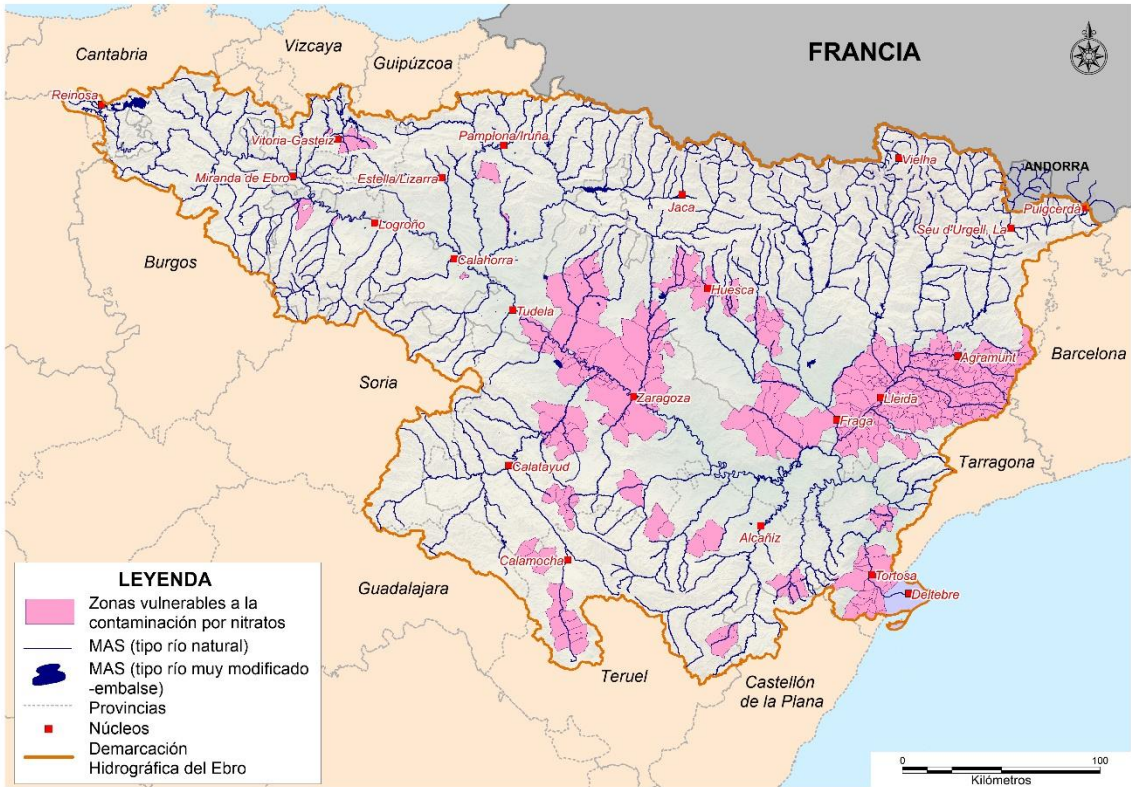 Cantabria
Vizcaya
Guipúzcoa
FRANCIA
Reinosa
Vitoria-Gasteiz
Pamplona/Iruña
Vielha
ANDORRA
Miranda de Ebro
Estella/Lizarra
Jaca
Puigcerdà
Seu d'Urgell, La
Logroño
Burgos
Calahorra
Huesca
Tudela
Barcelona
Agramunt
Soria
Zaragoza
Lleida
Fraga
Tarragona
Calatayud
Alcañiz
Calamocha
Guadalajara
Tortosa
Deltebre
Teruel
Castellón
de la Plana
LEYENDA
Zonas vulnerables a la
contaminación por nitratos
MAS (tipo río natural)
MAS (tipo río muy modificado
-embalse)
Provincias
Núcleos
Demarcación
Hidrográfica del Ebro
0 100
Kilómetros